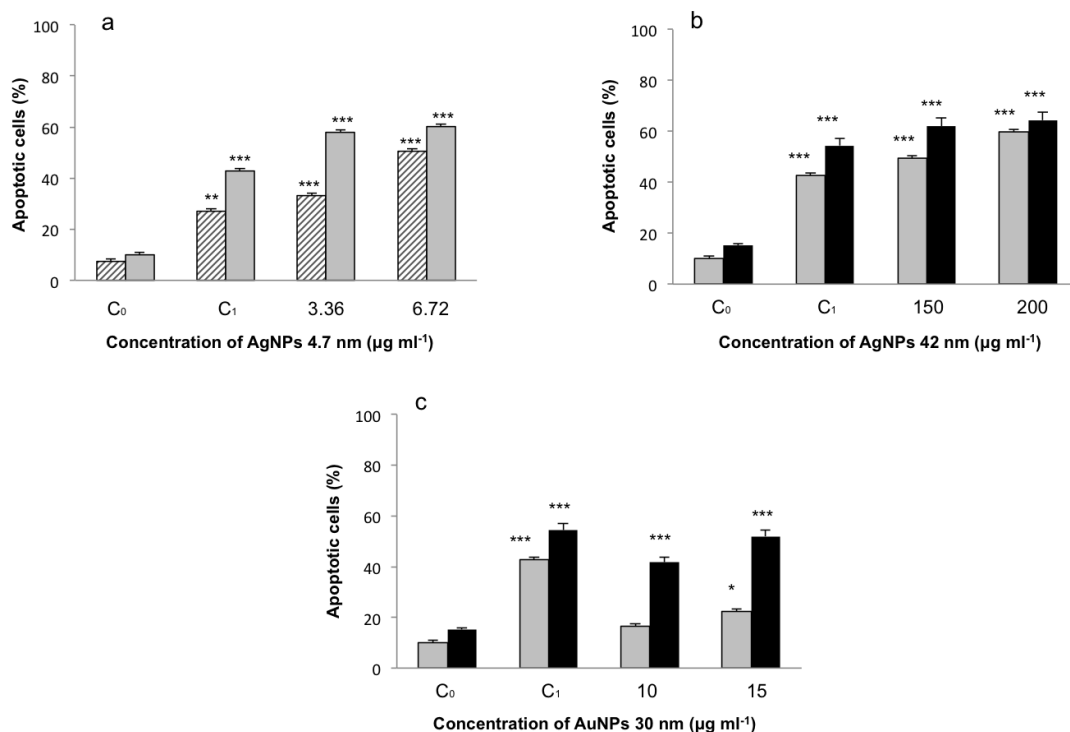 a
Apoptotic cells (%)
100
80
60
40
20
0
**
***
***
***
***
***
C₀
C₁
3.36
6.72
Concentration of AgNPs 4.7 nm (µg ml⁻¹)
b
Apoptotic cells (%)
100
80
60
40
20
0
***
***
***
***
***
***
C₀
C₁
150
200
Concentration of AgNPs 42 nm (µg ml⁻¹)
c
Apoptotic cells (%)
100
80
60
40
20
0
***
***
***
*
***
C₀
C₁
10
15
Concentration of AuNPs 30 nm (µg ml⁻¹)